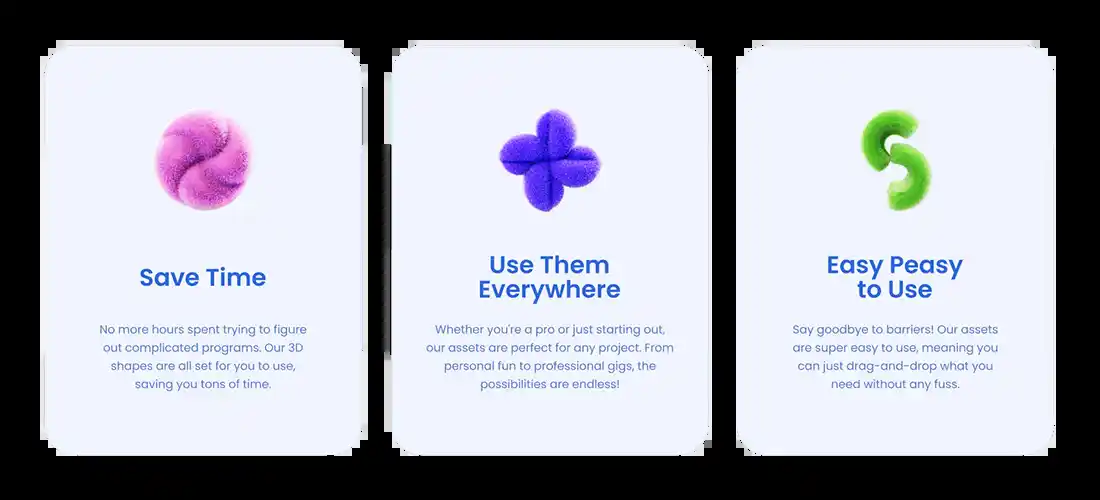 Save Time
No more hours spent trying to figure
out complicated programs. Our 3D
shapes are all set for you to use,
saving you tons of time.
Use Them
Everywhere
Whether you're a pro or just starting out,
our assets are perfect for any project. From
personal fun to professional gigs, the
possibilities are endless!
Easy Peasy
to Use
Say goodbye to barriers! Our assets
are super easy to use, meaning you
can just drag-and-drop what you
need without any fuss.